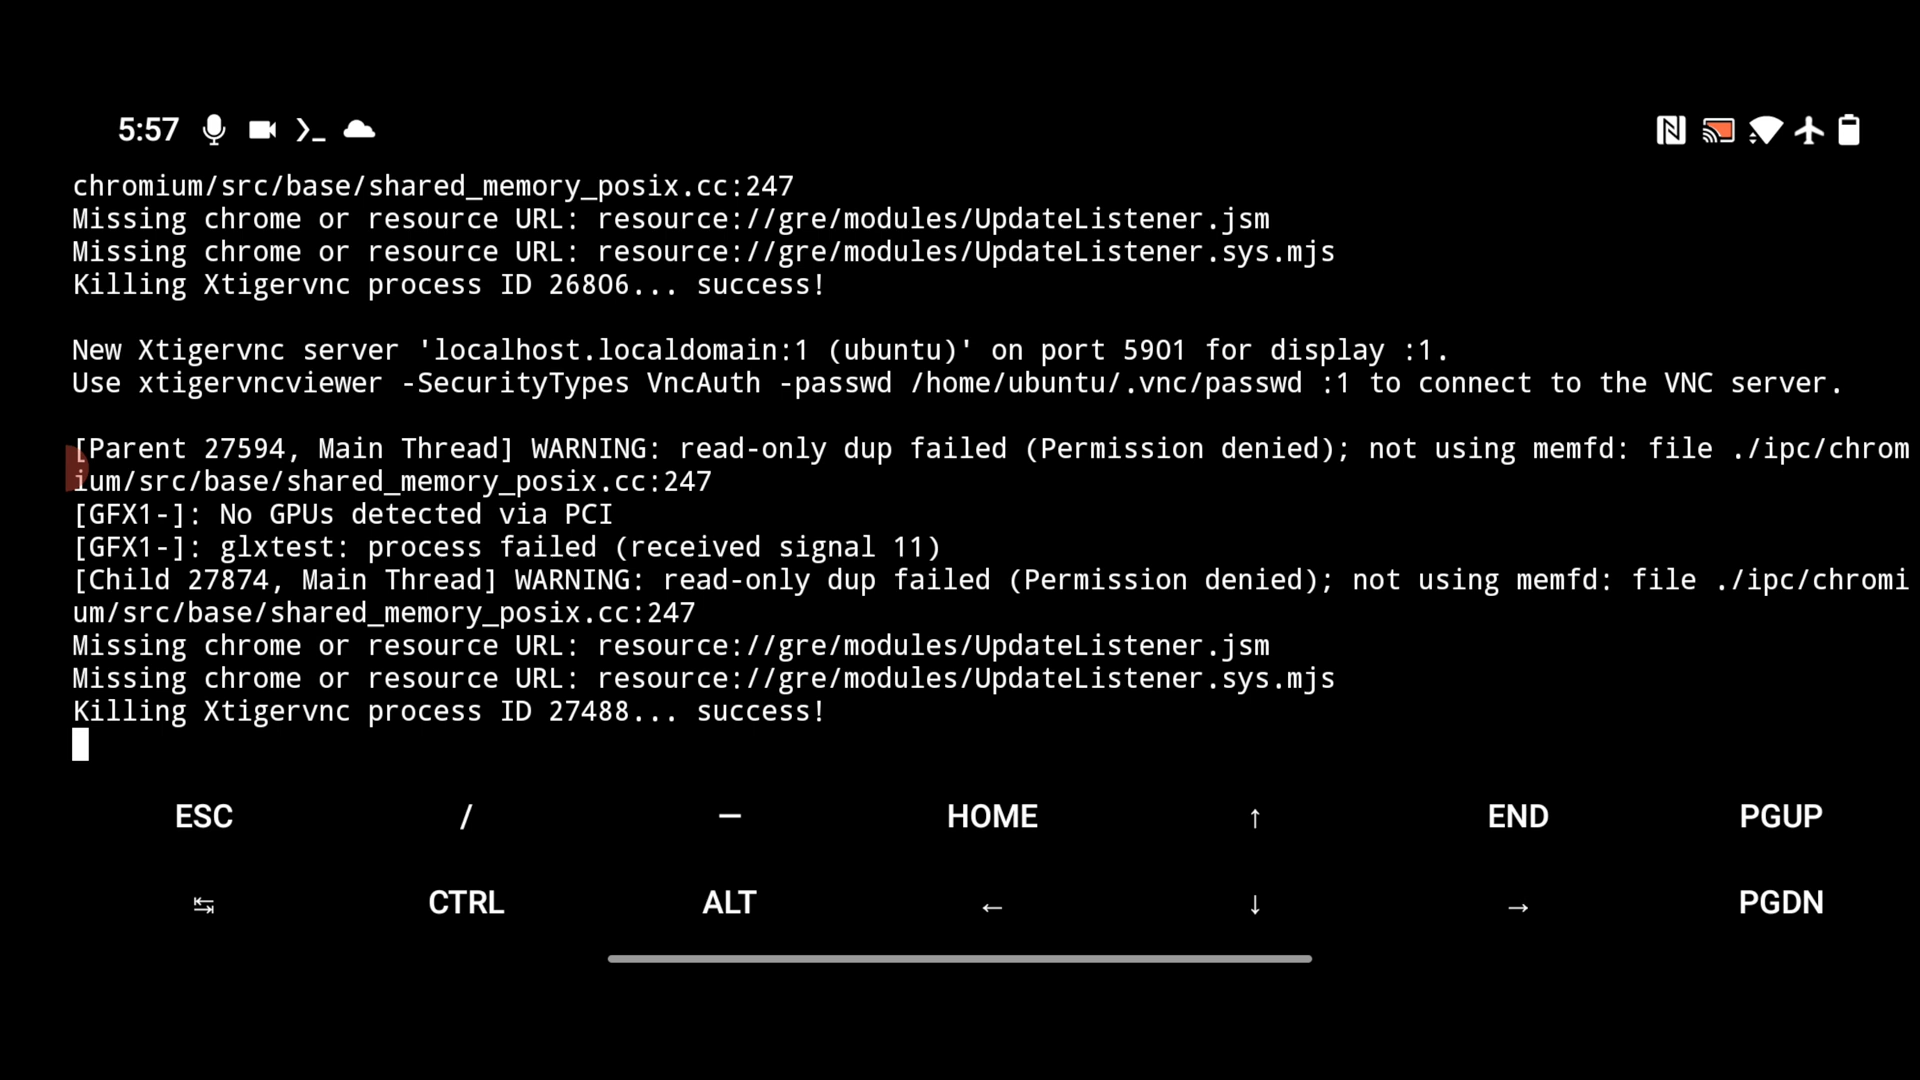 5:57
chromium/src/base/shared_memory_posix.cc:247
Missing chrome or resource URL: resource://gre/modules/UpdateListener.jsm
Missing chrome or resource URL: resource://gre/modules/UpdateListener.sys.mjs
Killing Xtigervnc process ID 26806... success!
New Xtigervnc server 'localhost.localdomain:1 (ubuntu)' on port 5901 for display :1.
Use xtigervncviewer -SecurityTypes VncAuth -passwd /home/ubuntu/.vnc/passwd :1 to connect to the VNC server.
[Parent 27594, Main Thread] WARNING: read-only dup failed (Permission denied); not using memfd: file ./ipc/chrom
ium/src/base/shared_memory_posix.cc:247
[GFX1-]: No GPUs detected via PCI
[GFX1-]: glxtest: process failed (received signal 11)
[Child 27874, Main Thread] WARNING: read-only dup failed (Permission denied); not using memfd: file ./ipc/chromi
um/src/base/shared_memory_posix.cc:247
Missing chrome or resource URL: resource://gre/modules/UpdateListener.jsm
Missing chrome or resource URL: resource://gre/modules/UpdateListener.sys.mjs
Killing Xtigervnc process ID 27488... success!
ESC / — HOME ↑ END PGUP
↹ CTRL ALT ← ↓ → PGDN